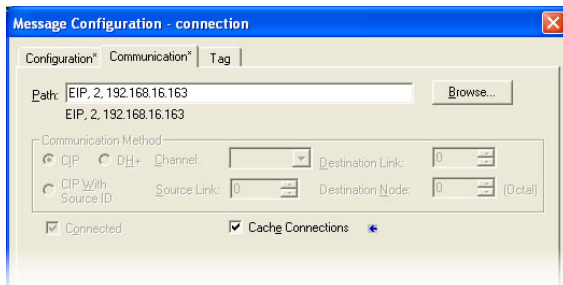 Message Configuration - connection
Configuration* Communication* Tag
Path: EIP, 2, 192.168.16.163 Browse...
EIP, 2, 192.168.16.163
Communication Method
CIP DH+ Channel: Destination Link: 0
CIP With Source ID Source Link: 0 Destination Node: 0 (Octal)
Connected Cache Connections